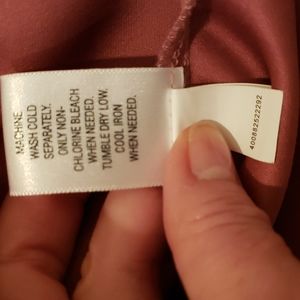 MACHINE
WASH COLD
SEPARATELY.
ONLY NON-
CHLORINE BLEACH
WHEN NEEDED.
TUMBLE DRY LOW.
COOL IRON
WHEN NEEDED.
400882522292